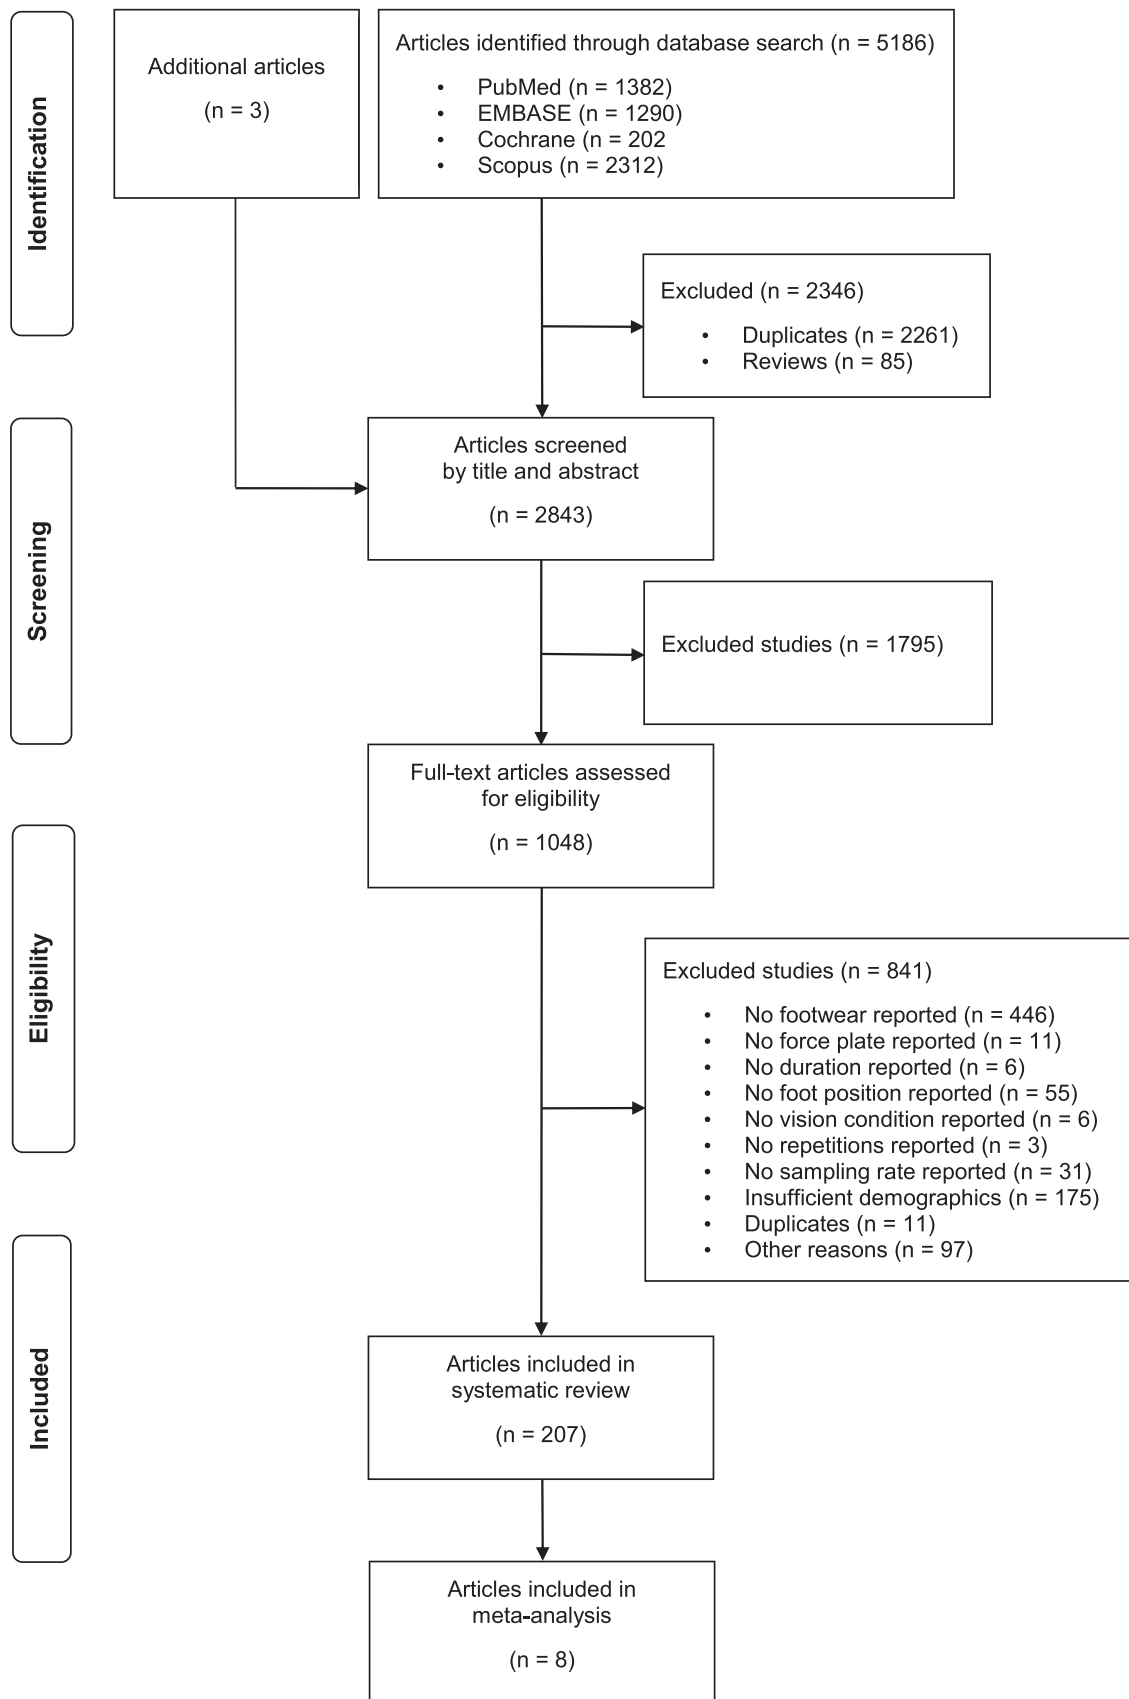 Identification
Additional articles
(n = 3)
Articles identified through database search (n = 5186)
• PubMed (n = 1382)
• EMBASE (n = 1290)
• Cochrane (n = 202
• Scopus (n = 2312)
Excluded (n = 2346)
• Duplicates (n = 2261)
• Reviews (n = 85)
Screening
Articles screened
by title and abstract
(n = 2843)
Excluded studies (n = 1795)
Full-text articles assessed
for eligibility
(n = 1048)
Eligibility
Excluded studies (n = 841)
• No footwear reported (n = 446)
• No force plate reported (n = 11)
• No duration reported (n = 6)
• No foot position reported (n = 55)
• No vision condition reported (n = 6)
• No repetitions reported (n = 3)
• No sampling rate reported (n = 31)
• Insufficient demographics (n = 175)
• Duplicates (n = 11)
• Other reasons (n = 97)
Included
Articles included in
systematic review
(n = 207)
Articles included in
meta-analysis
(n = 8)